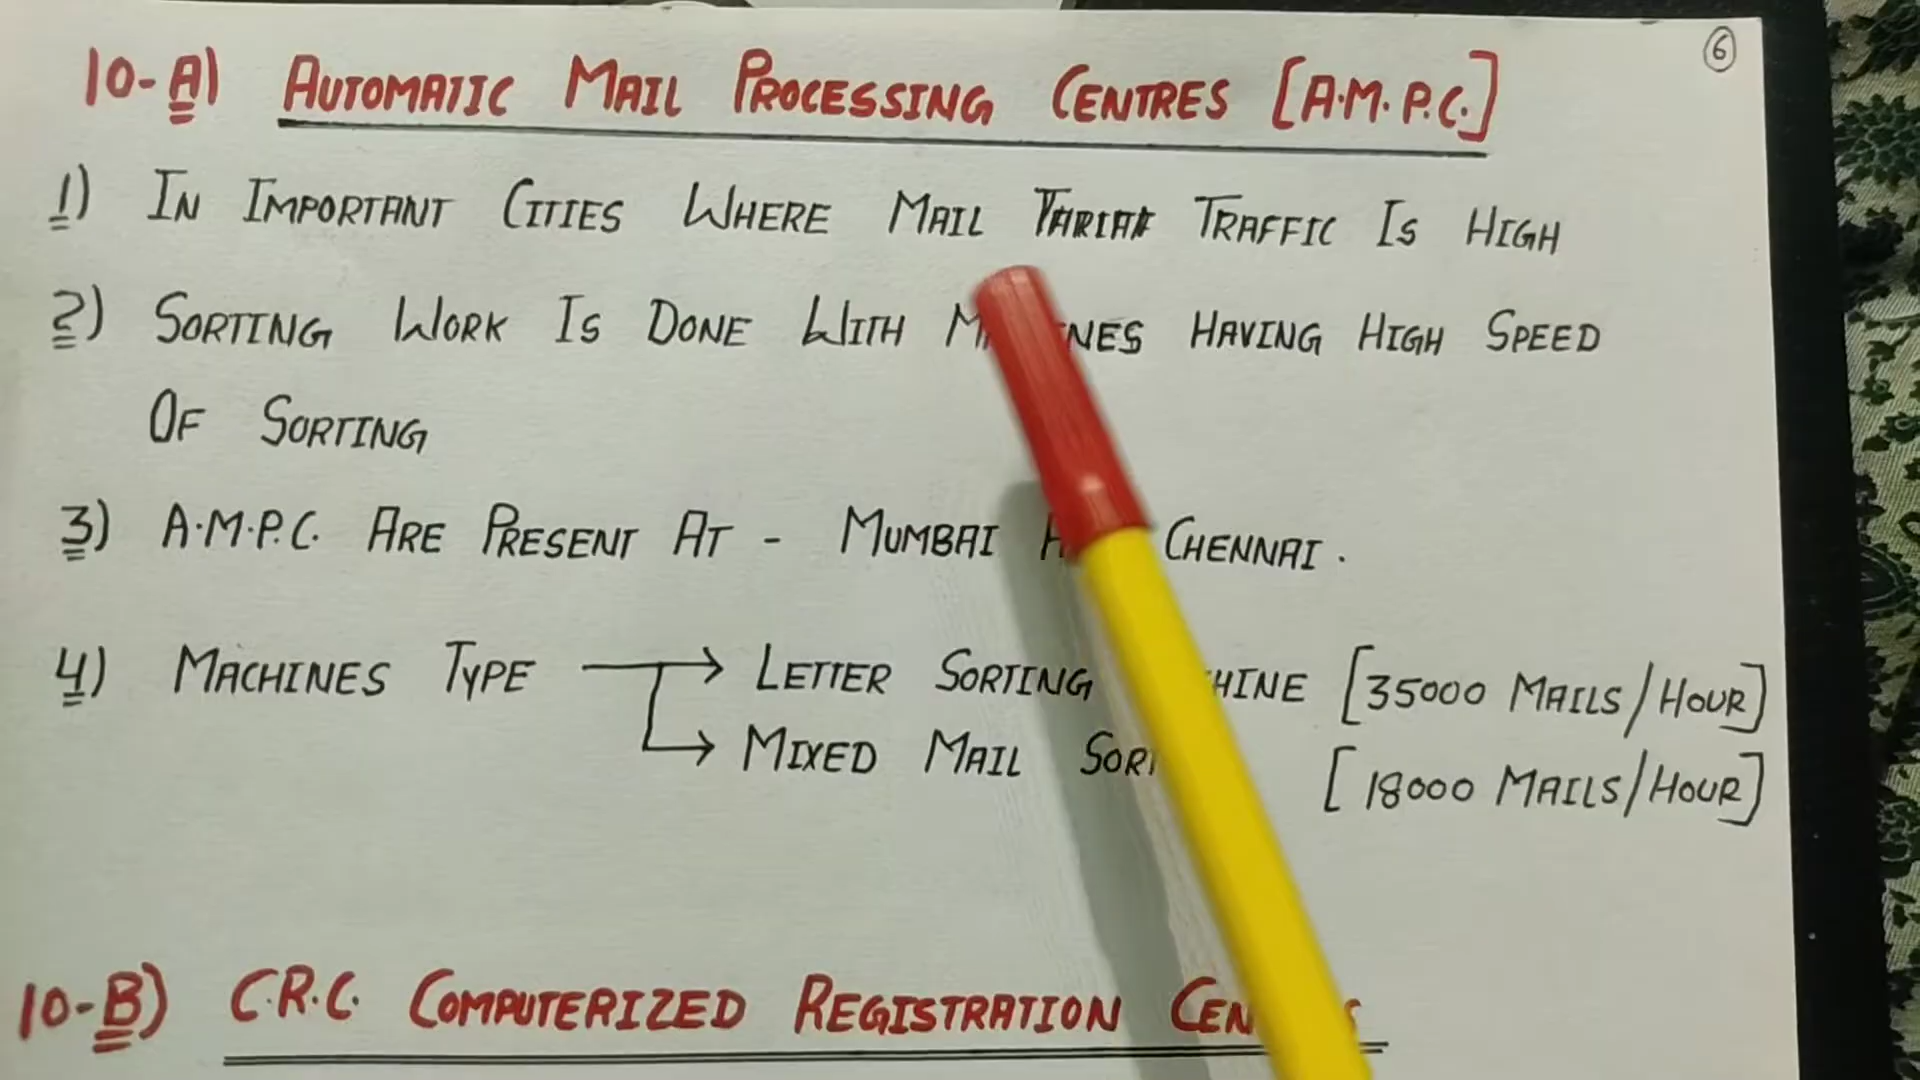 6
10-A) AUTOMATIC MAIL PROCESSING CENTRES [A.M.P.C.]
1) IN IMPORTANT CITIES WHERE MAIL TRAFFIC IS HIGH
2) SORTING WORK IS DONE WITH HAVING HIGH SPEED
OF SORTING
3) A.M.P.C. ARE PRESENT AT - MUMBAI CHENNAI.
4) MACHINES TYPE → LETTER SORTING [35000 MAILS/HOUR]
→ MIXED MAIL [18000 MAILS/HOUR]
10-B) C.R.C. COMPUTERIZED REGISTRATION